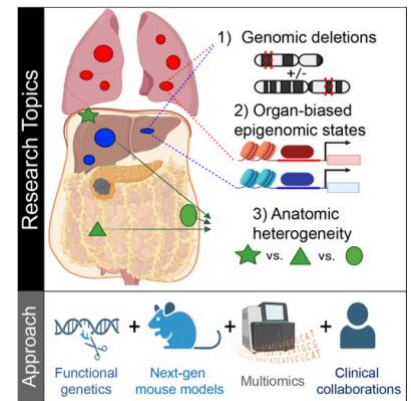 Research Topics
1) Genomic deletions
+/-
2) Organ-biased
epigenomic states
3) Anatomic
heterogeneity
vs. vs.
Approach
+ + +
Functional
genetics
Next-gen
mouse models
Multiomics
Clinical
collaborations